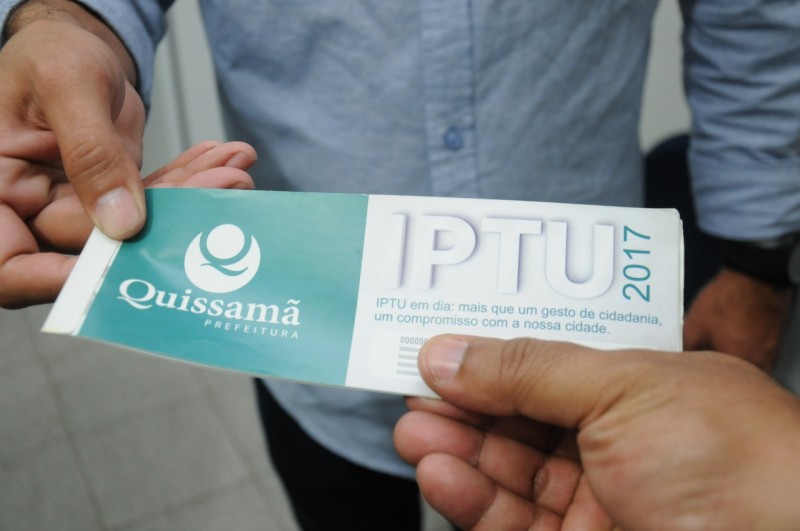 Quissamã
PREFEITURA
IPTU
2017
IPTU em dia: mais que um gesto de cidadania,
um compromisso com a nossa cidade.